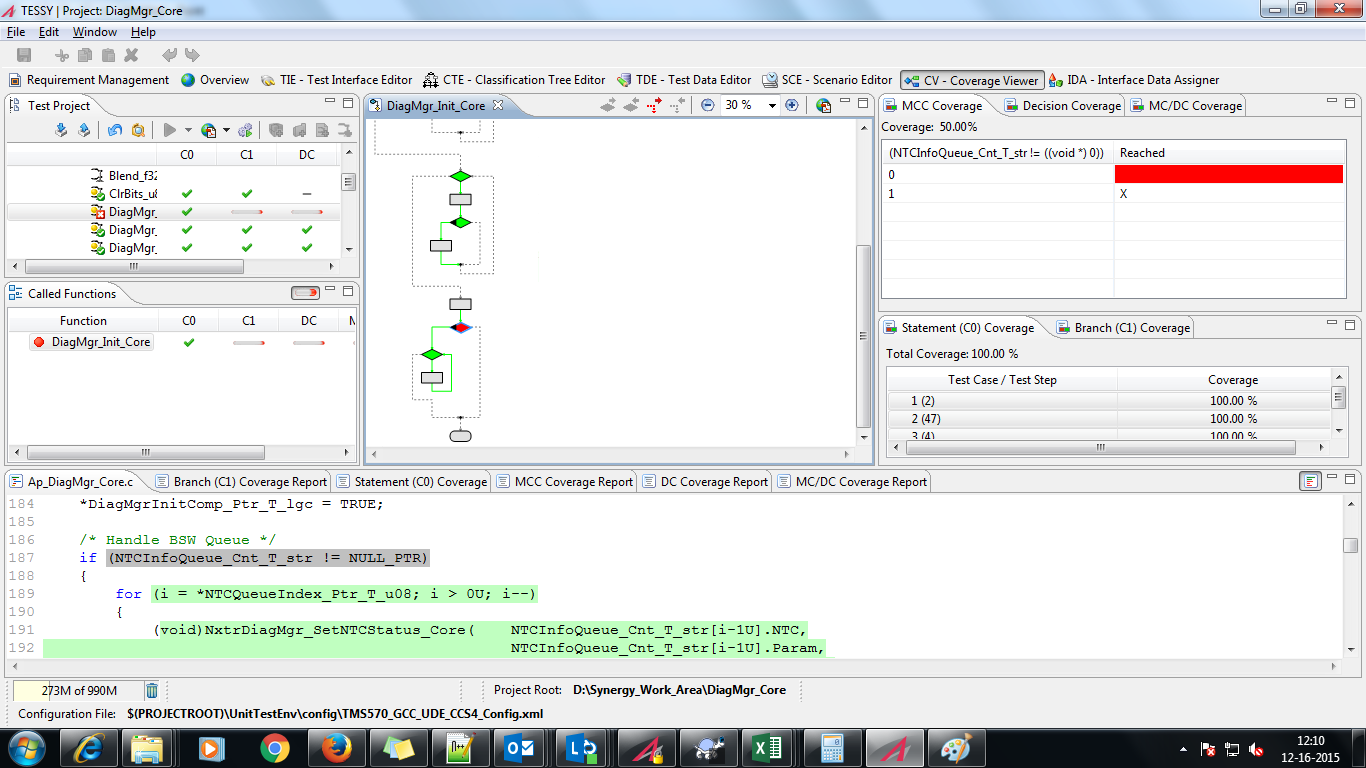 TESSY | Project: DiagMgr_Core
File Edit Window Help
Requirement Management Overview TIE - Test Interface Editor CTE - Classification Tree Editor TDE - Test Data Editor SCE - Scenario Editor CV - Coverage Viewer IDA - Interface Data Assigner
Test Project
C0 C1 DC
Blend_f32
ClrBits_u8
DiagMgr_
DiagMgr_
DiagMgr_
Called Functions
Function C0 C1 DC
DiagMgr_Init_Core
DiagMgr_Init_Core
30 %
MCC Coverage Decision Coverage MC/DC Coverage
Coverage: 50.00%
(NTCInfoQueue_Cnt_T_str != ((void *) 0)) Reached
0
1 X
Statement (C0) Coverage Branch (C1) Coverage
Total Coverage: 100.00 %
Test Case / Test Step Coverage
1 (2) 100.00 %
2 (47) 100.00 %
3 (4) 100.00 %
Ap_DiagMgr_Core.c Branch (C1) Coverage Report Statement (C0) Coverage MCC Coverage Report DC Coverage Report MC/DC Coverage Report
184 *DiagMgrInitComp_Ptr_T_lgc = TRUE;
185
186 /* Handle BSW Queue */
187 if (NTCInfoQueue_Cnt_T_str != NULL_PTR)
188 {
189 for (i = *NTCQueueIndex_Ptr_T_u08; i > 0U; i--)
190 {
191 (void)NxtrDiagMgr_SetNTCStatus_Core( NTCInfoQueue_Cnt_T_str[i-1U].NTC,
192 NTCInfoQueue_Cnt_T_str[i-1U].Param,
273M of 990M Project Root: D:\Synergy_Work_Area\DiagMgr_Core
Configuration File: $(PROJECTROOT)\UnitTestEnv\config\TMS570_GCC_UDE_CCS4_Config.xml
12:10
12-16-2015